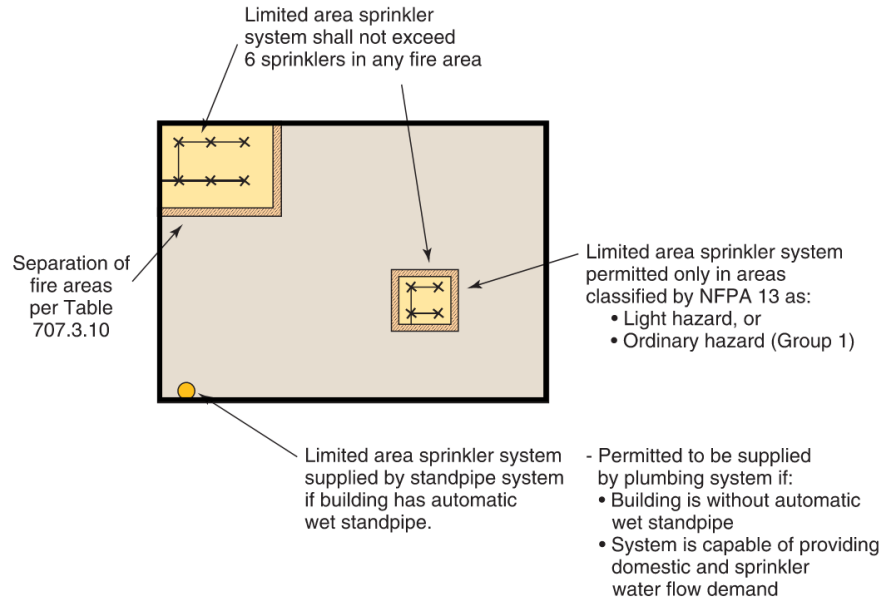 Limited area sprinkler
system shall not exceed
6 sprinklers in any fire area
Separation of
fire areas
per Table
707.3.10
Limited area sprinkler system
permitted only in areas
classified by NFPA 13 as:
• Light hazard, or
• Ordinary hazard (Group 1)
Limited area sprinkler system
supplied by standpipe system
if building has automatic
wet standpipe.
- Permitted to be supplied
by plumbing system if:
• Building is without automatic
wet standpipe
• System is capable of providing
domestic and sprinkler
water flow demand